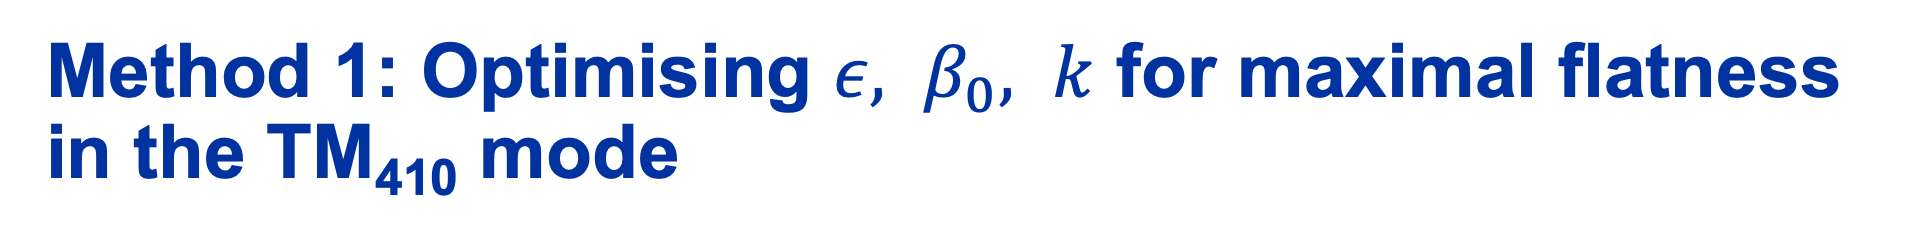 Method 1: Optimising ϵ, β₀, k for maximal flatness
in the TM₄₁₀ mode